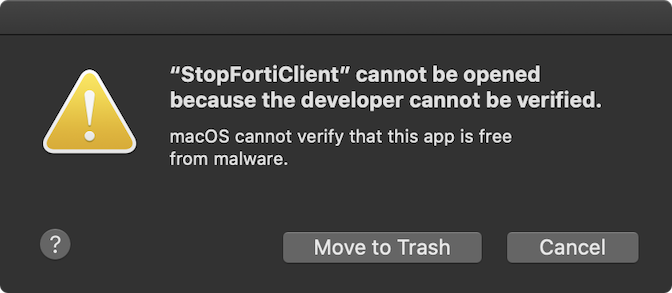 “StopFortiClient” cannot be opened
because the developer cannot be verified.
macOS cannot verify that this app is free
from malware.
?
Move to Trash
Cancel